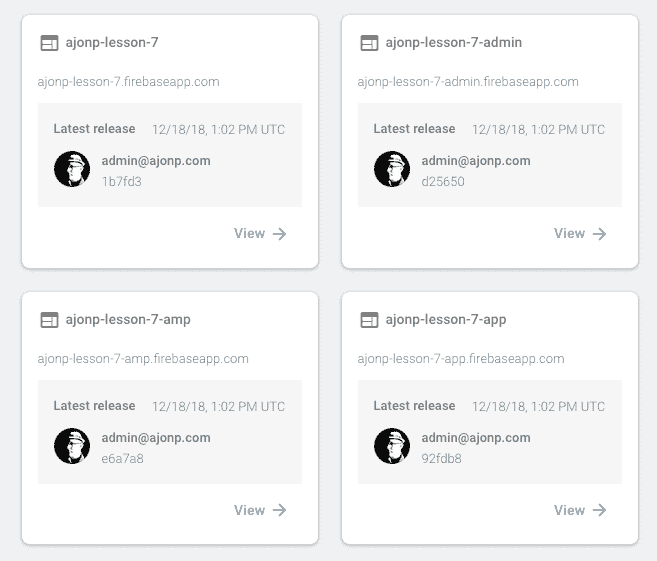 ajonp-lesson-7
ajonp-lesson-7.firebaseapp.com
Latest release 12/18/18, 1:02 PM UTC
admin@ajonp.com
1b7fd3
View
ajonp-lesson-7-admin
ajonp-lesson-7-admin.firebaseapp.com
Latest release 12/18/18, 1:02 PM UTC
admin@ajonp.com
d25650
View
ajonp-lesson-7-amp
ajonp-lesson-7-amp.firebaseapp.com
Latest release 12/18/18, 1:02 PM UTC
admin@ajonp.com
e6a7a8
View
ajonp-lesson-7-app
ajonp-lesson-7-app.firebaseapp.com
Latest release 12/18/18, 1:02 PM UTC
admin@ajonp.com
92fdb8
View